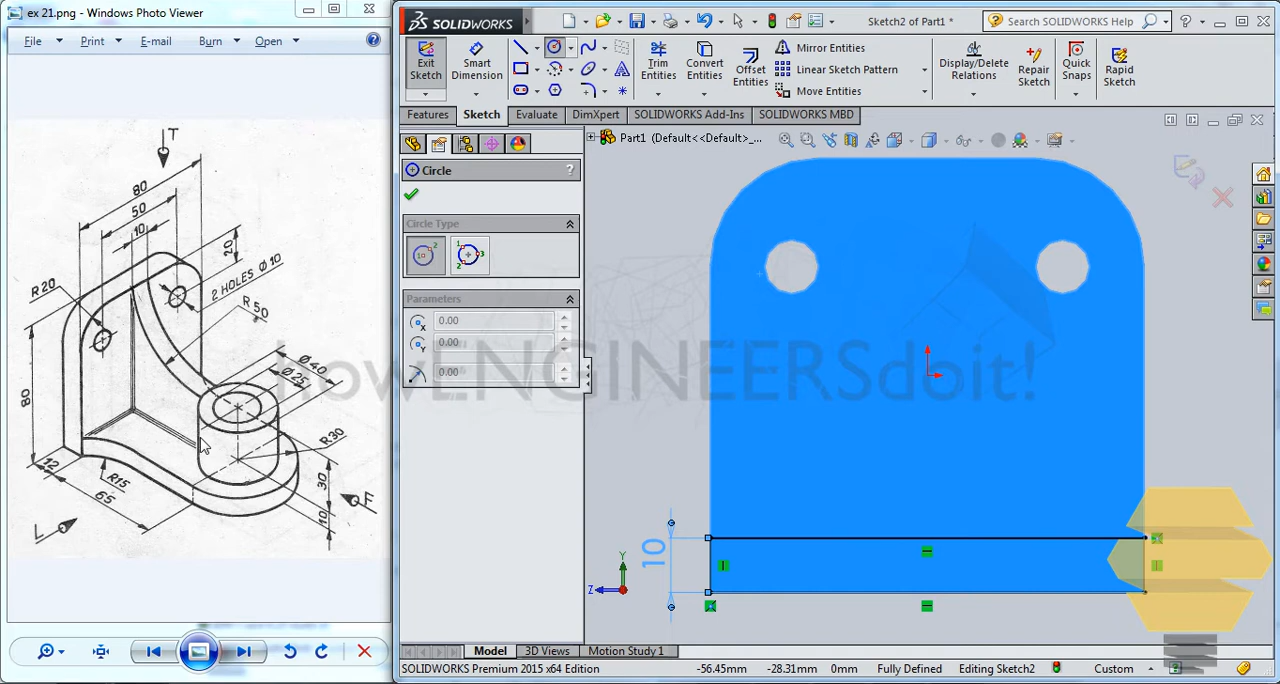 ex 21.png - Windows Photo Viewer
File Print E-mail Burn Open
T
80
50
10
20
2 HOLES Ø 10
R 20
R 50
80
Ø40
Ø25
R30
12
R15
65
30
10
L
F
SOLIDWORKS
Sketch2 of Part1 *
Search SOLIDWORKS Help
Exit Sketch
Smart Dimension
Trim Entities
Convert Entities
Offset Entities
Mirror Entities
Linear Sketch Pattern
Move Entities
Display/Delete Relations
Repair Sketch
Quick Snaps
Rapid Sketch
Features Sketch Evaluate DimXpert SOLIDWORKS Add-Ins SOLIDWORKS MBD
Part1 (Default<<Default>_...
Circle ?
Circle Type
Parameters
0.00
0.00
0.00
howENGINEERSdoit!
10
Y
Z
Model 3D Views Motion Study 1
SOLIDWORKS Premium 2015 x64 Edition -56.45mm -28.31mm 0mm Fully Defined Editing Sketch2 Custom